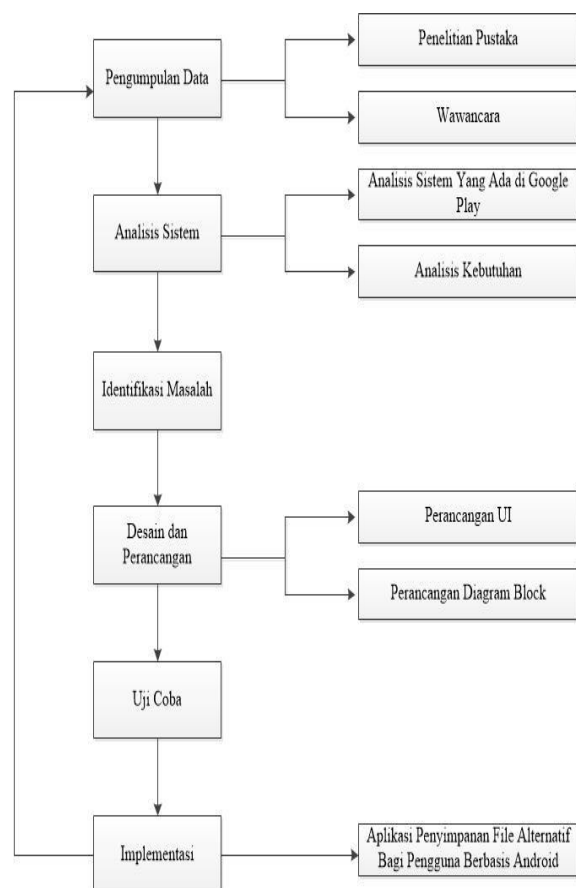 Penelitian Pustaka
Pengumpulan Data
Wawancara
Analisis Sistem Yang Ada di Google
Play
Analisis Sistem
Analisis Kebutuhan
Identifikasi Masalah
Perancangan UI
Desain dan
Perancangan
Perancangan Diagram Block
Uji Coba
Implementasi
Aplikasi Penyimpanan File Alternatif
Bagi Pengguna Berbasis Android